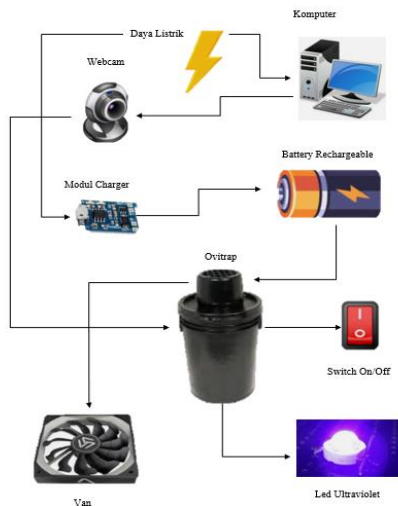 Komputer
Daya Listrik
Webcam
Battery Rechargeable
Modul Charger
Ovitrap
Switch On/Off
Led Ultraviolet
Van